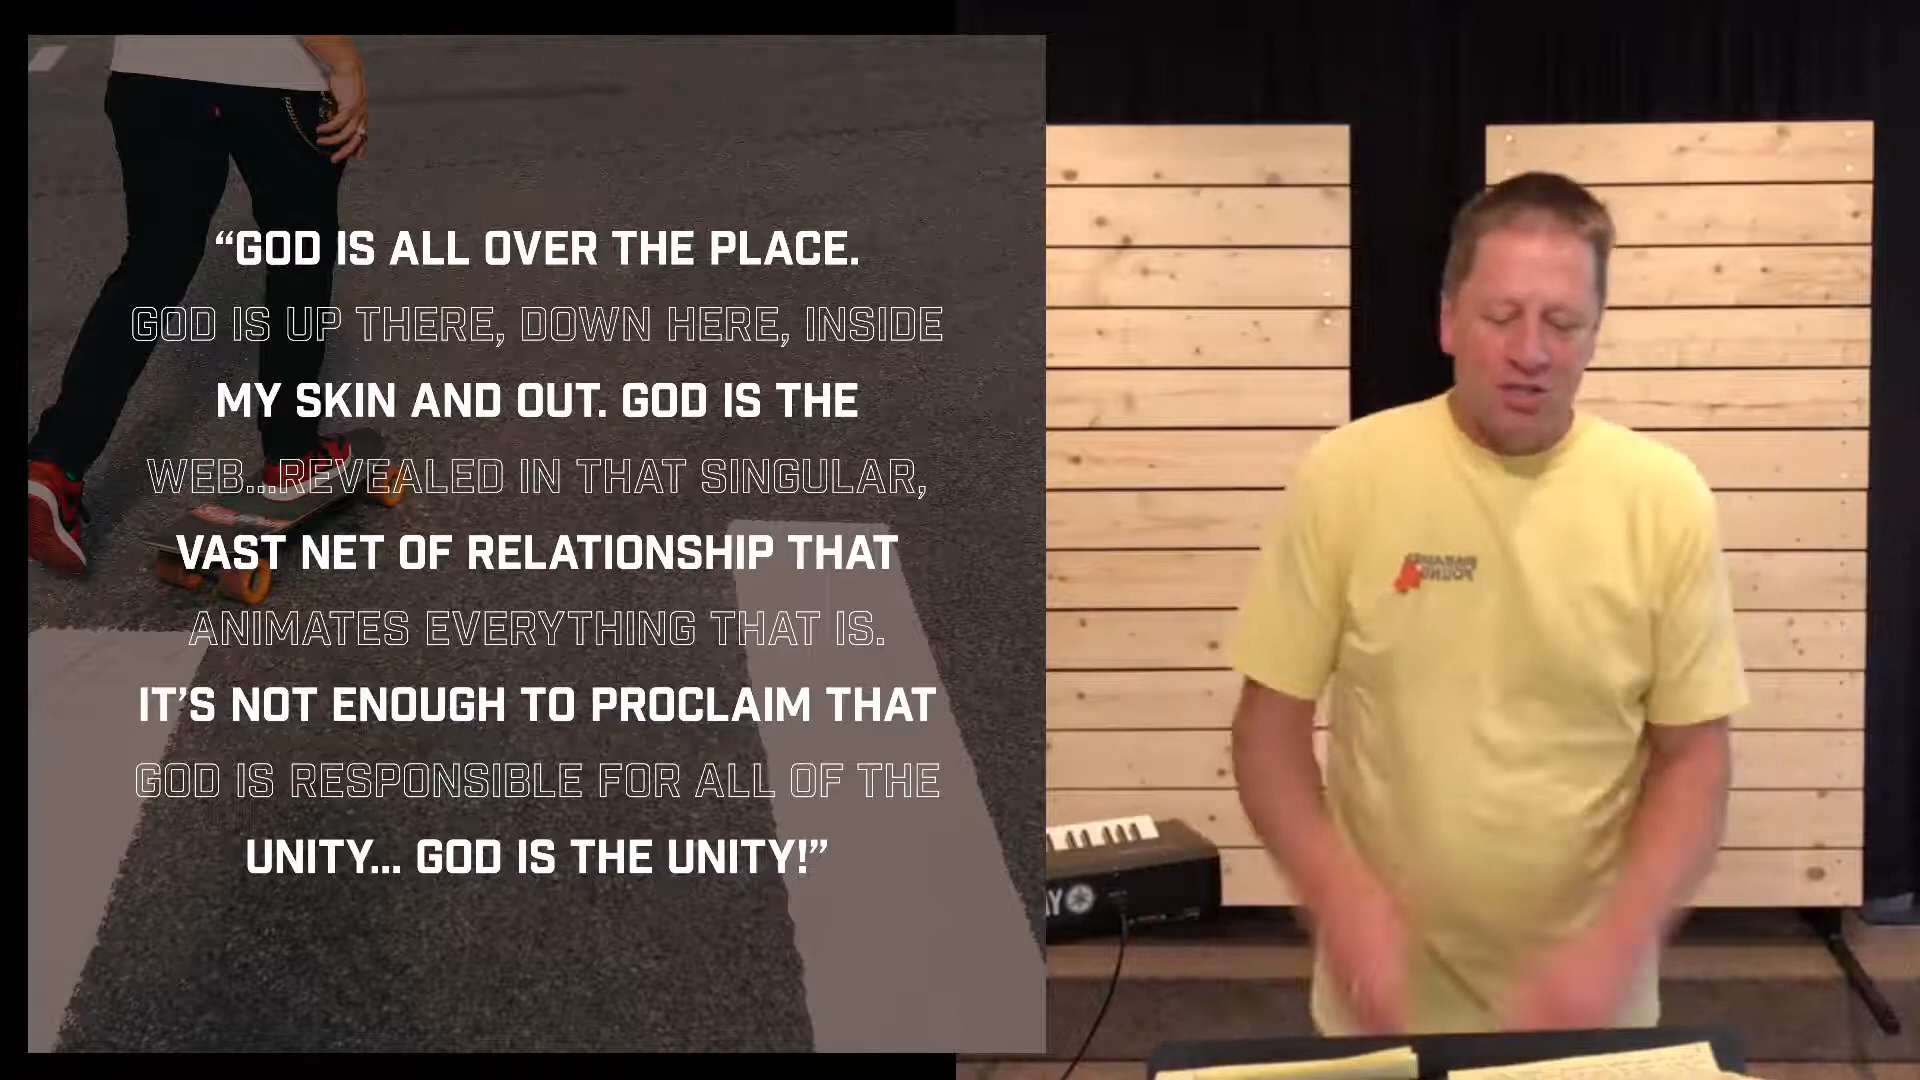 “GOD IS ALL OVER THE PLACE.
GOD IS UP THERE, DOWN HERE, INSIDE
MY SKIN AND OUT. GOD IS THE
WEB...REVEALED IN THAT SINGULAR,
VAST NET OF RELATIONSHIP THAT
ANIMATES EVERYTHING THAT IS.
IT’S NOT ENOUGH TO PROCLAIM THAT
GOD IS RESPONSIBLE FOR ALL OF THE
UNITY... GOD IS THE UNITY!”